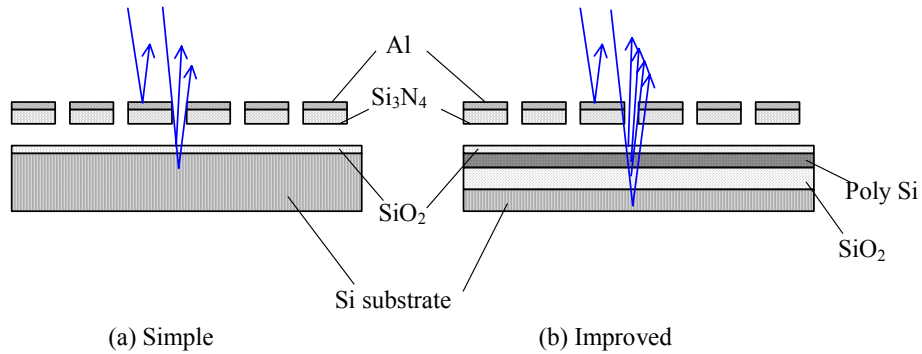 Al
Si₃N₄
SiO₂
Poly Si
SiO₂
Si substrate
(a) Simple
(b) Improved